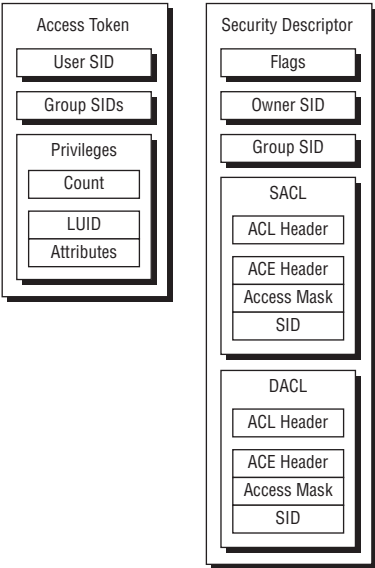 Access Token
User SID
Group SIDs
Privileges
Count
LUID
Attributes
Security Descriptor
Flags
Owner SID
Group SID
SACL
ACL Header
ACE Header
Access Mask
SID
DACL
ACL Header
ACE Header
Access Mask
SID